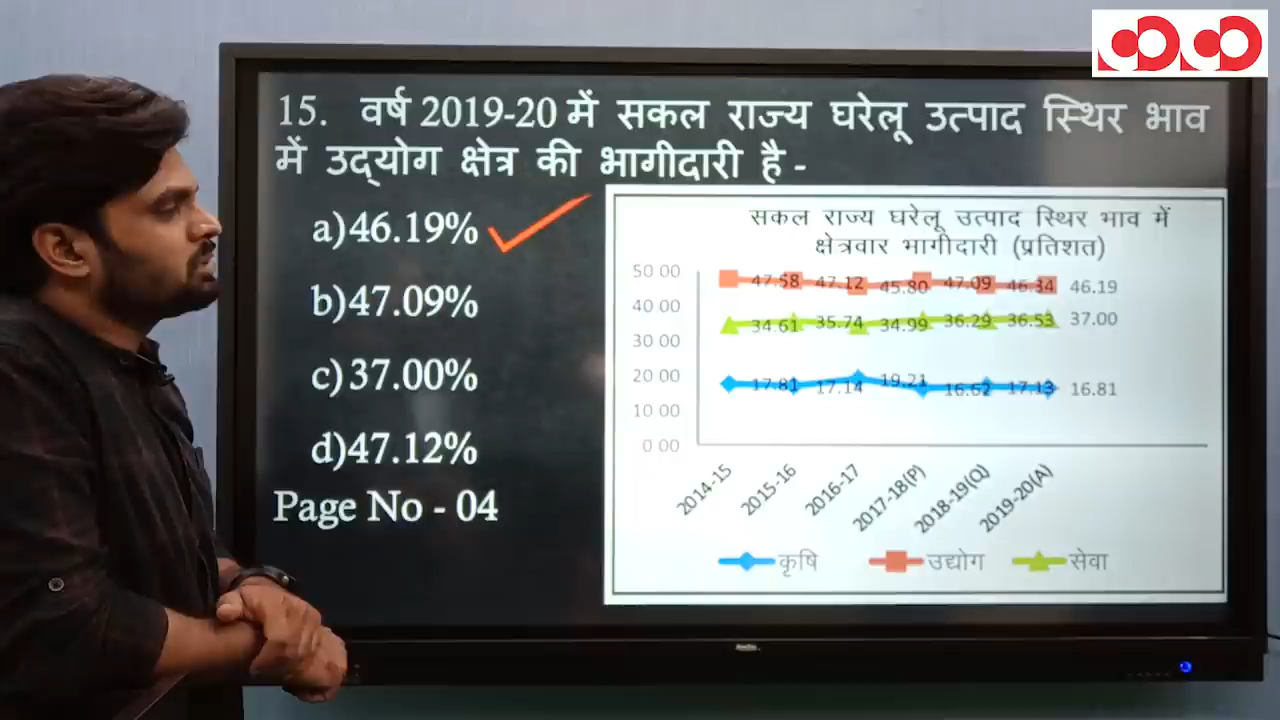 15. वर्ष 2019-20 में सकल राज्य घरेलू उत्पाद स्थिर भाव
में उद्योग क्षेत्र की भागीदारी है -
a)46.19%
b)47.09%
c)37.00%
d)47.12%
Page No - 04
सकल राज्य घरेलू उत्पाद स्थिर भाव में
क्षेत्रवार भागीदारी (प्रतिशत)
50 00
40 00
30 00
20 00
10 00
0 00
47.58 47.12 45.80 47.09 46.34 46.19
34.61 35.74 34.99 36.29 36.53 37.00
17.81 17.14 19.21 16.62 17.13 16.81
2014-15 2015-16 2016-17 2017-18(P) 2018-19(Q) 2019-20(A)
कृषि उद्योग सेवा